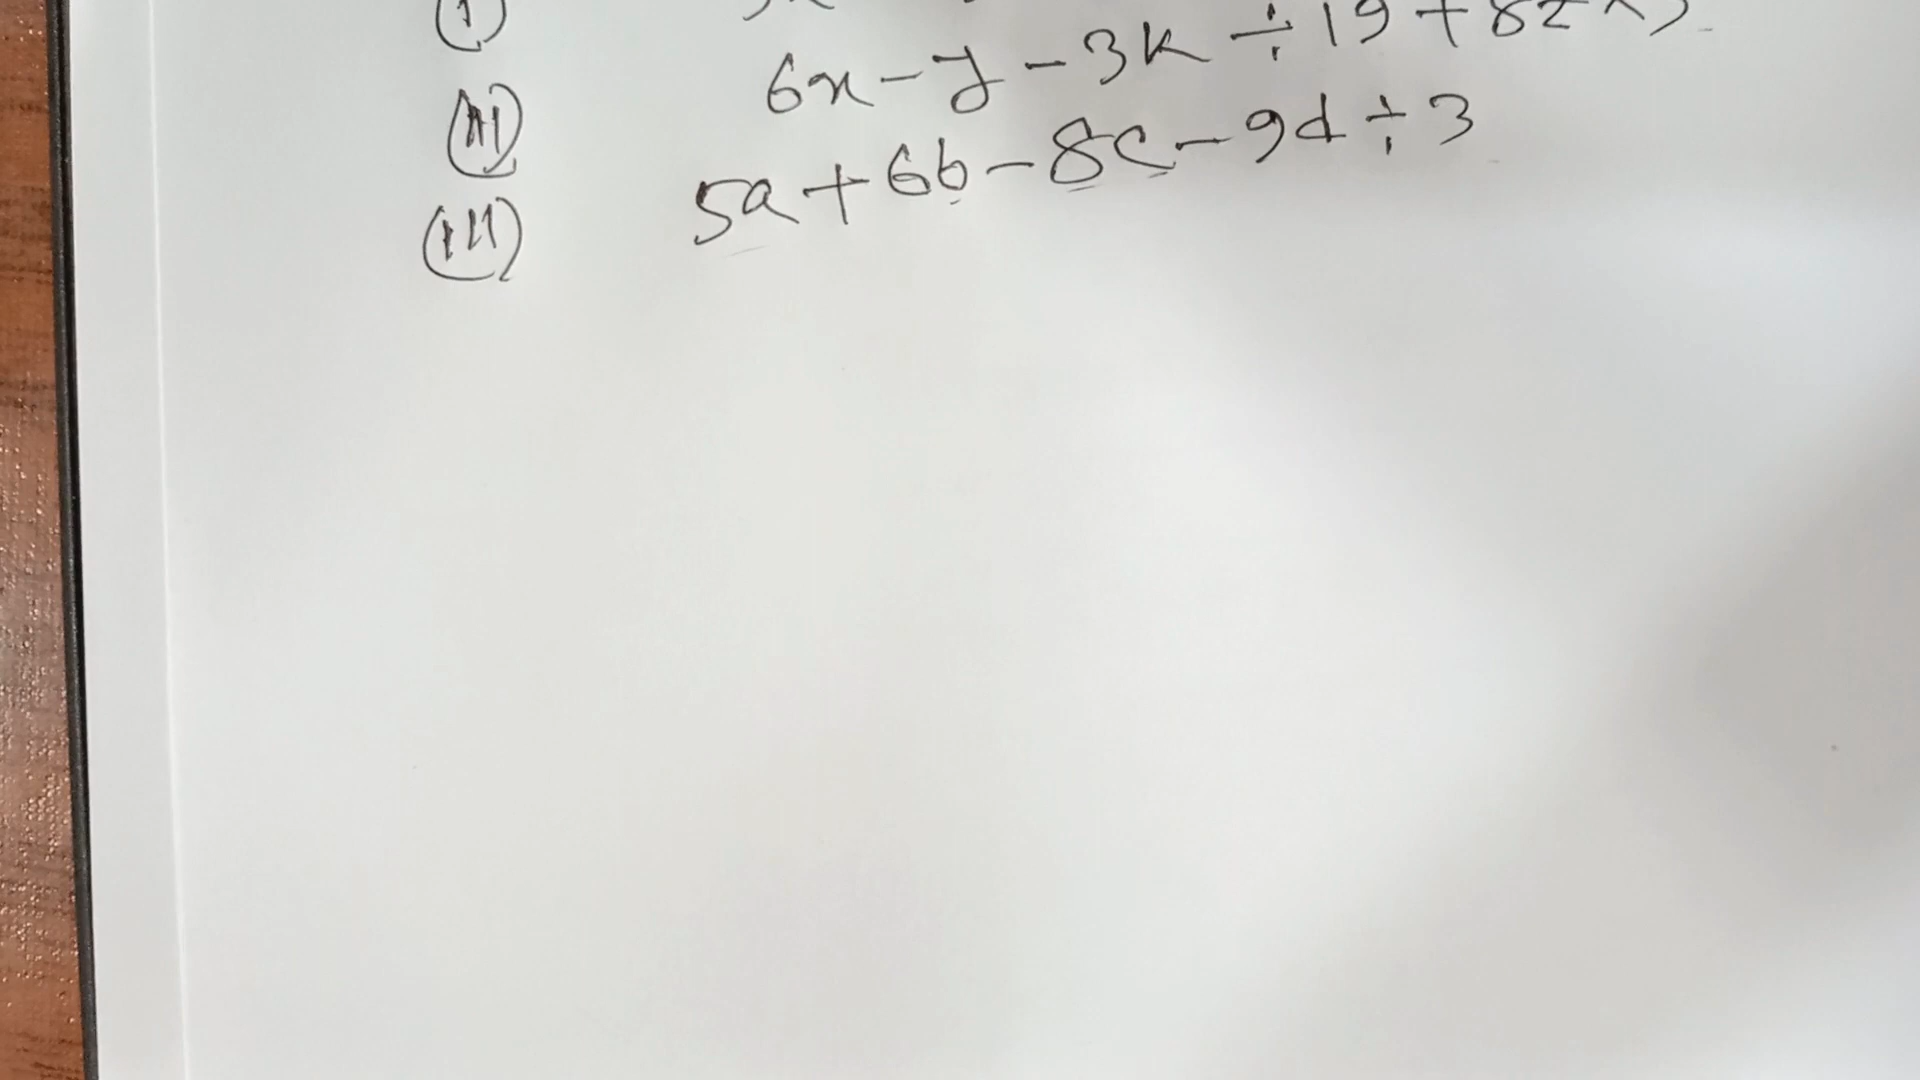 (I)
(II) 6x - y - 3k ÷ 19 + 8z ×
(III) 5a + 6b - 8c - 9d ÷ 3